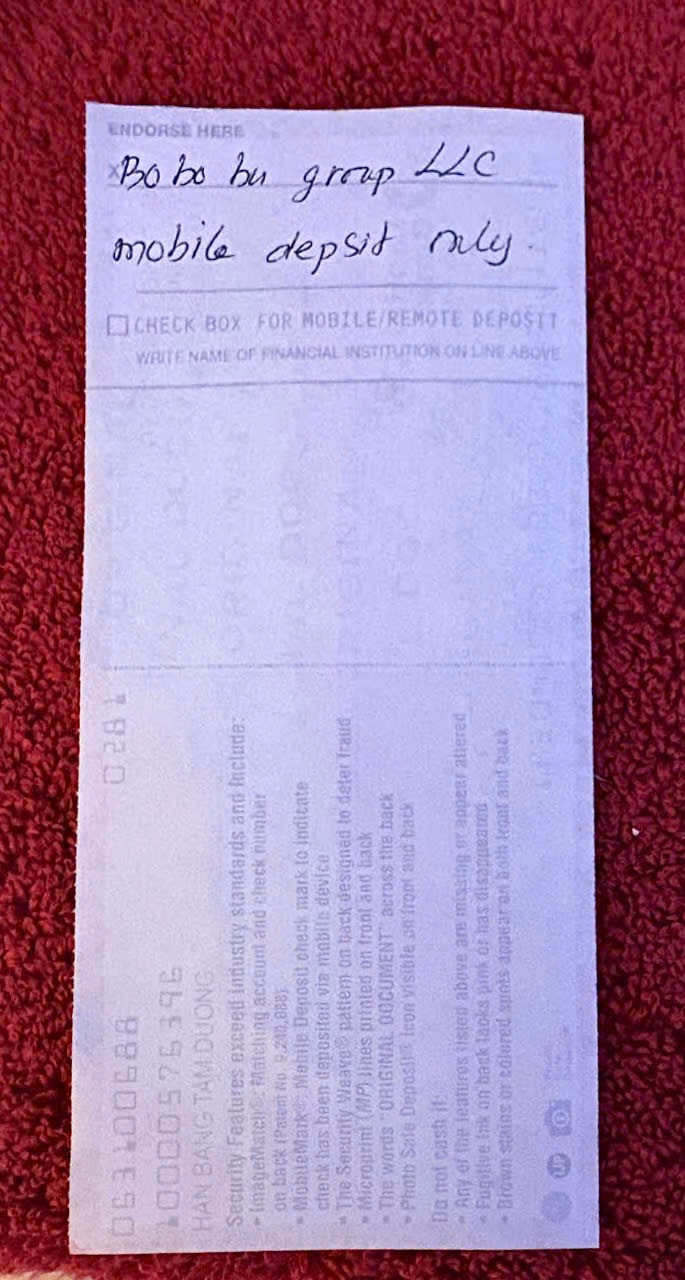 ENDORSE HERE
X Bo bo bu group LLC
mobile depsit only.
CHECK BOX FOR MOBILE/REMOTE DEPOSIT
WRITE NAME OF FINANCIAL INSTITUTION ON LINE ABOVE
0281
063100688
10000576396
HAN BANG TAM DUONG
Security Features exceed industry standards and include:
• ImageMatch®: Matching account and check number
on back (Patent No. 9,240,088)
• MobileMark®: Mobile Deposit check mark to indicate
check has been deposited via mobile device
• The Security Weave® pattern on back designed to deter fraud
• Microprint (MP) lines printed on front and back
• The words "ORIGINAL DOCUMENT" across the back
• Photo Safe Deposit® icon visible on front and back
Do not cash if:
• Any of the features listed above are missing or appear altered
• Fugitive ink on back looks pink or has disappeared
• Brown stains or colored spots appear on both front and back